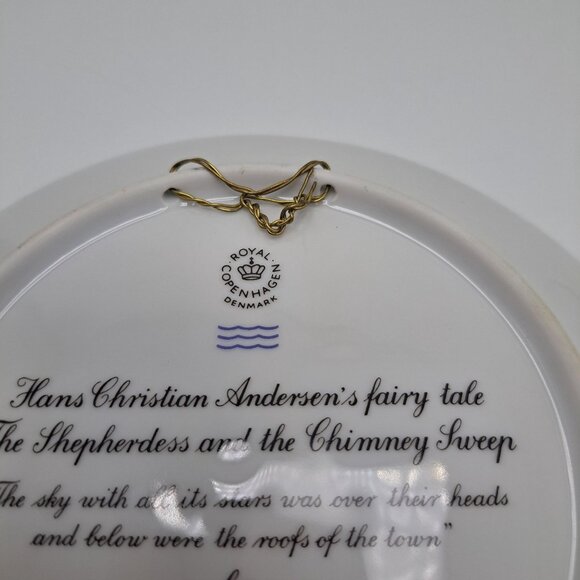 ROYAL
COPENHAGEN
DENMARK
Hans Christian Andersen's fairy tale
The Shepherdess and the Chimney Sweep
"The sky with all its stars was over their heads
and below were the roofs of the town"